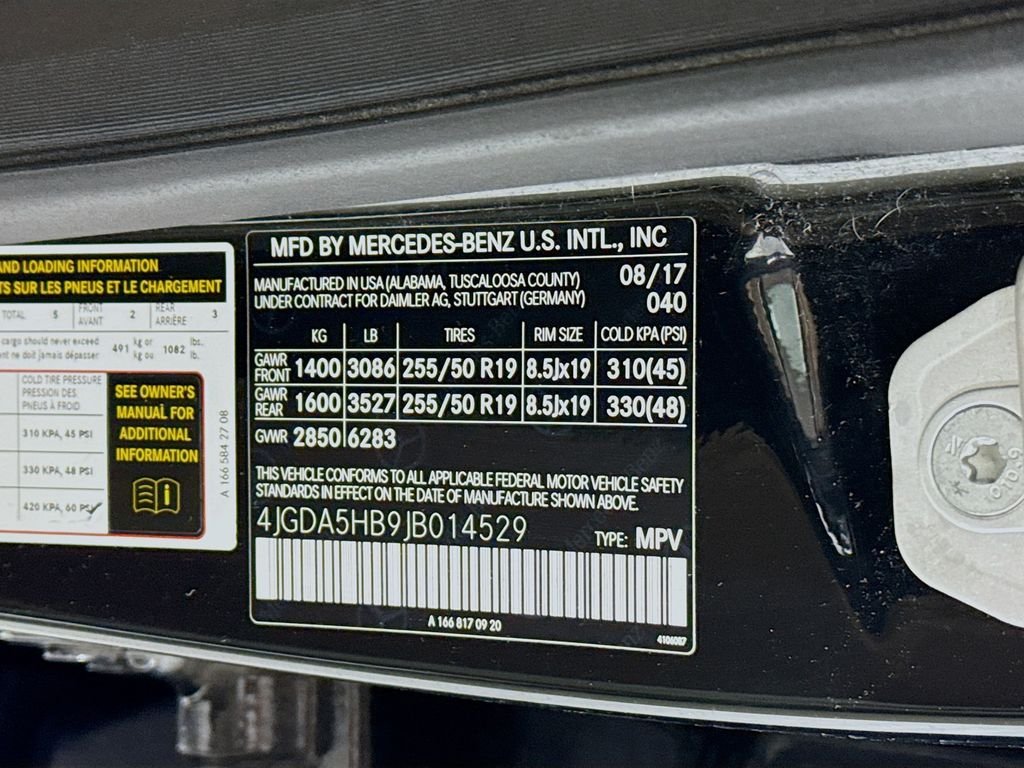 AND LOADING INFORMATION
TS SUR LES PNEUS ET LE CHARGEMENT
TOTAL 5 FRONT AVANT 2 REAR ARRIÈRE 3
cargo should never exceed 491 kg or 1082 lbs.
ent ne doit jamais dépasser kg ou lb.
COLD TIRE PRESSURE
PRESSION DES
PNEUS À FROID
310 KPA, 45 PSI
330 KPA, 48 PSI
420 KPA, 60 PSI
SEE OWNER'S
MANUAL FOR
ADDITIONAL
INFORMATION
A 166 584 27 08
MFD BY MERCEDES-BENZ U.S. INTL., INC
MANUFACTURED IN USA (ALABAMA, TUSCALOOSA COUNTY) 08/17
UNDER CONTRACT FOR DAIMLER AG, STUTTGART (GERMANY) 040
KG LB TIRES RIM SIZE COLD KPA(PSI)
GAWR FRONT 1400 3086 255/50 R19 8.5Jx19 310(45)
GAWR REAR 1600 3527 255/50 R19 8.5Jx19 330(48)
GVWR 2850 6283
THIS VEHICLE CONFORMS TO ALL APPLICABLE FEDERAL MOTOR VEHICLE SAFETY
STANDARDS IN EFFECT ON THE DATE OF MANUFACTURE SHOWN ABOVE.
4JGDA5HB9JB014529 TYPE: MPV
A 166 817 09 20
4106007
010.9